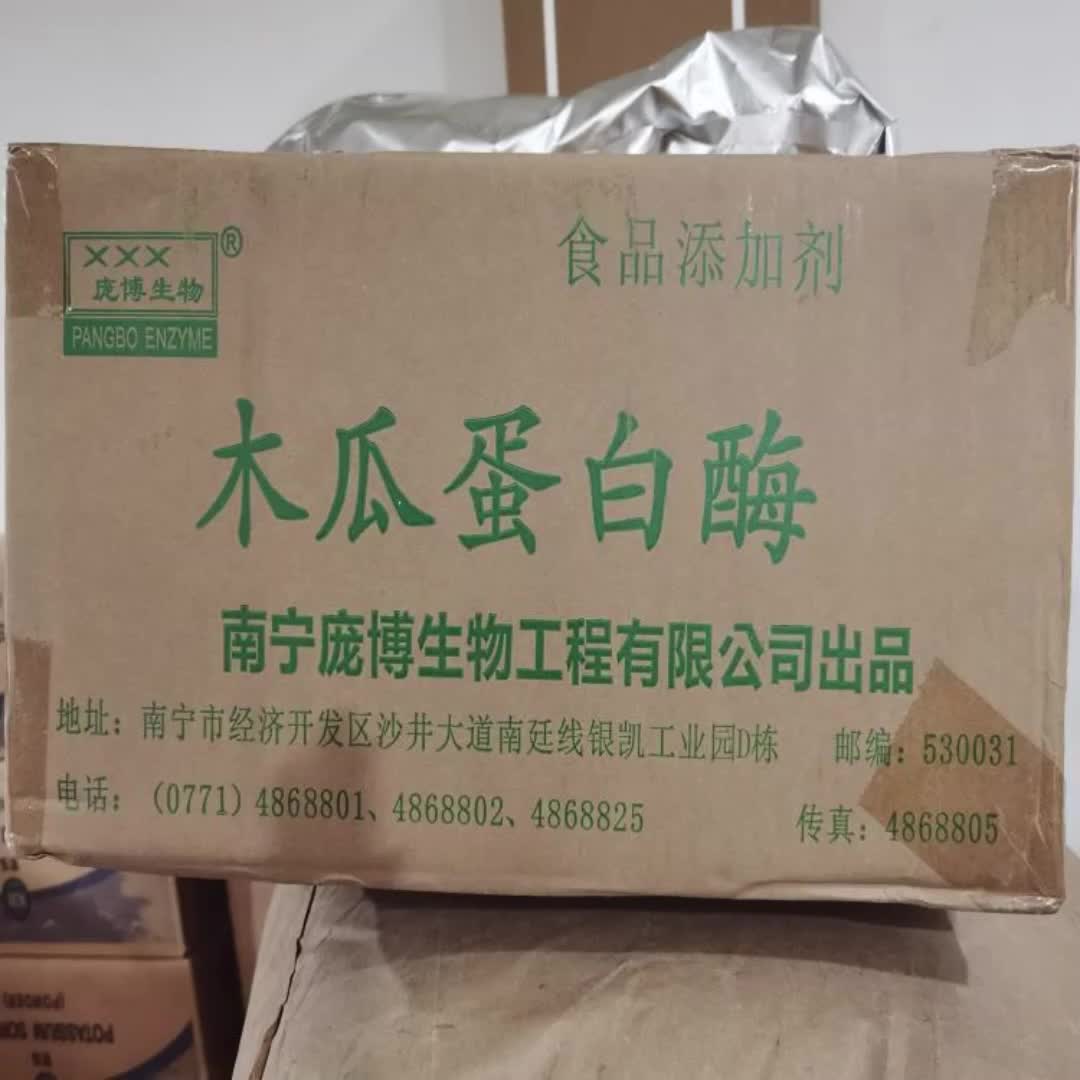 XXX
庞博生物®
PANGBO ENZYME
食品添加剂
木瓜蛋白酶
南宁庞博生物工程有限公司出品
地址：南宁市经济开发区沙井大道南廷线银凯工业园D栋 邮编：530031
电话：(0771) 4868801、4868802、4868825 传真：4868805
(POWDER)
POTASSIUM SOR